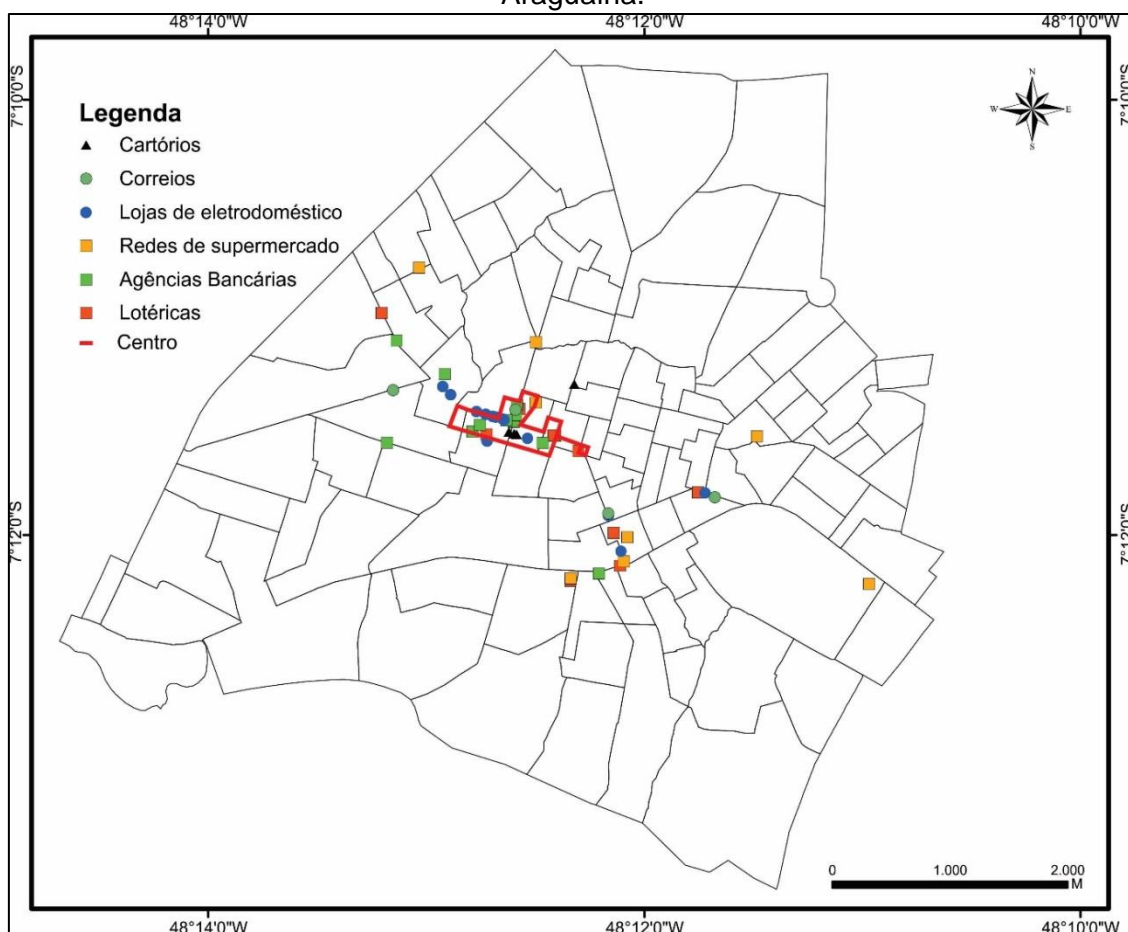 Araguaína.
48°14'0"W 48°12'0"W 48°10'0"W
7°10'0"S 7°10'0"S
N
W E
S
Legenda
Cartórios
Correios
Lojas de eletrodoméstico
Redes de supermercado
Agências Bancárias
Lotéricas
Centro
7°12'0"S 7°12'0"S
0 1.000 2.000
M
48°14'0"W 48°12'0"W 48°10'0"W